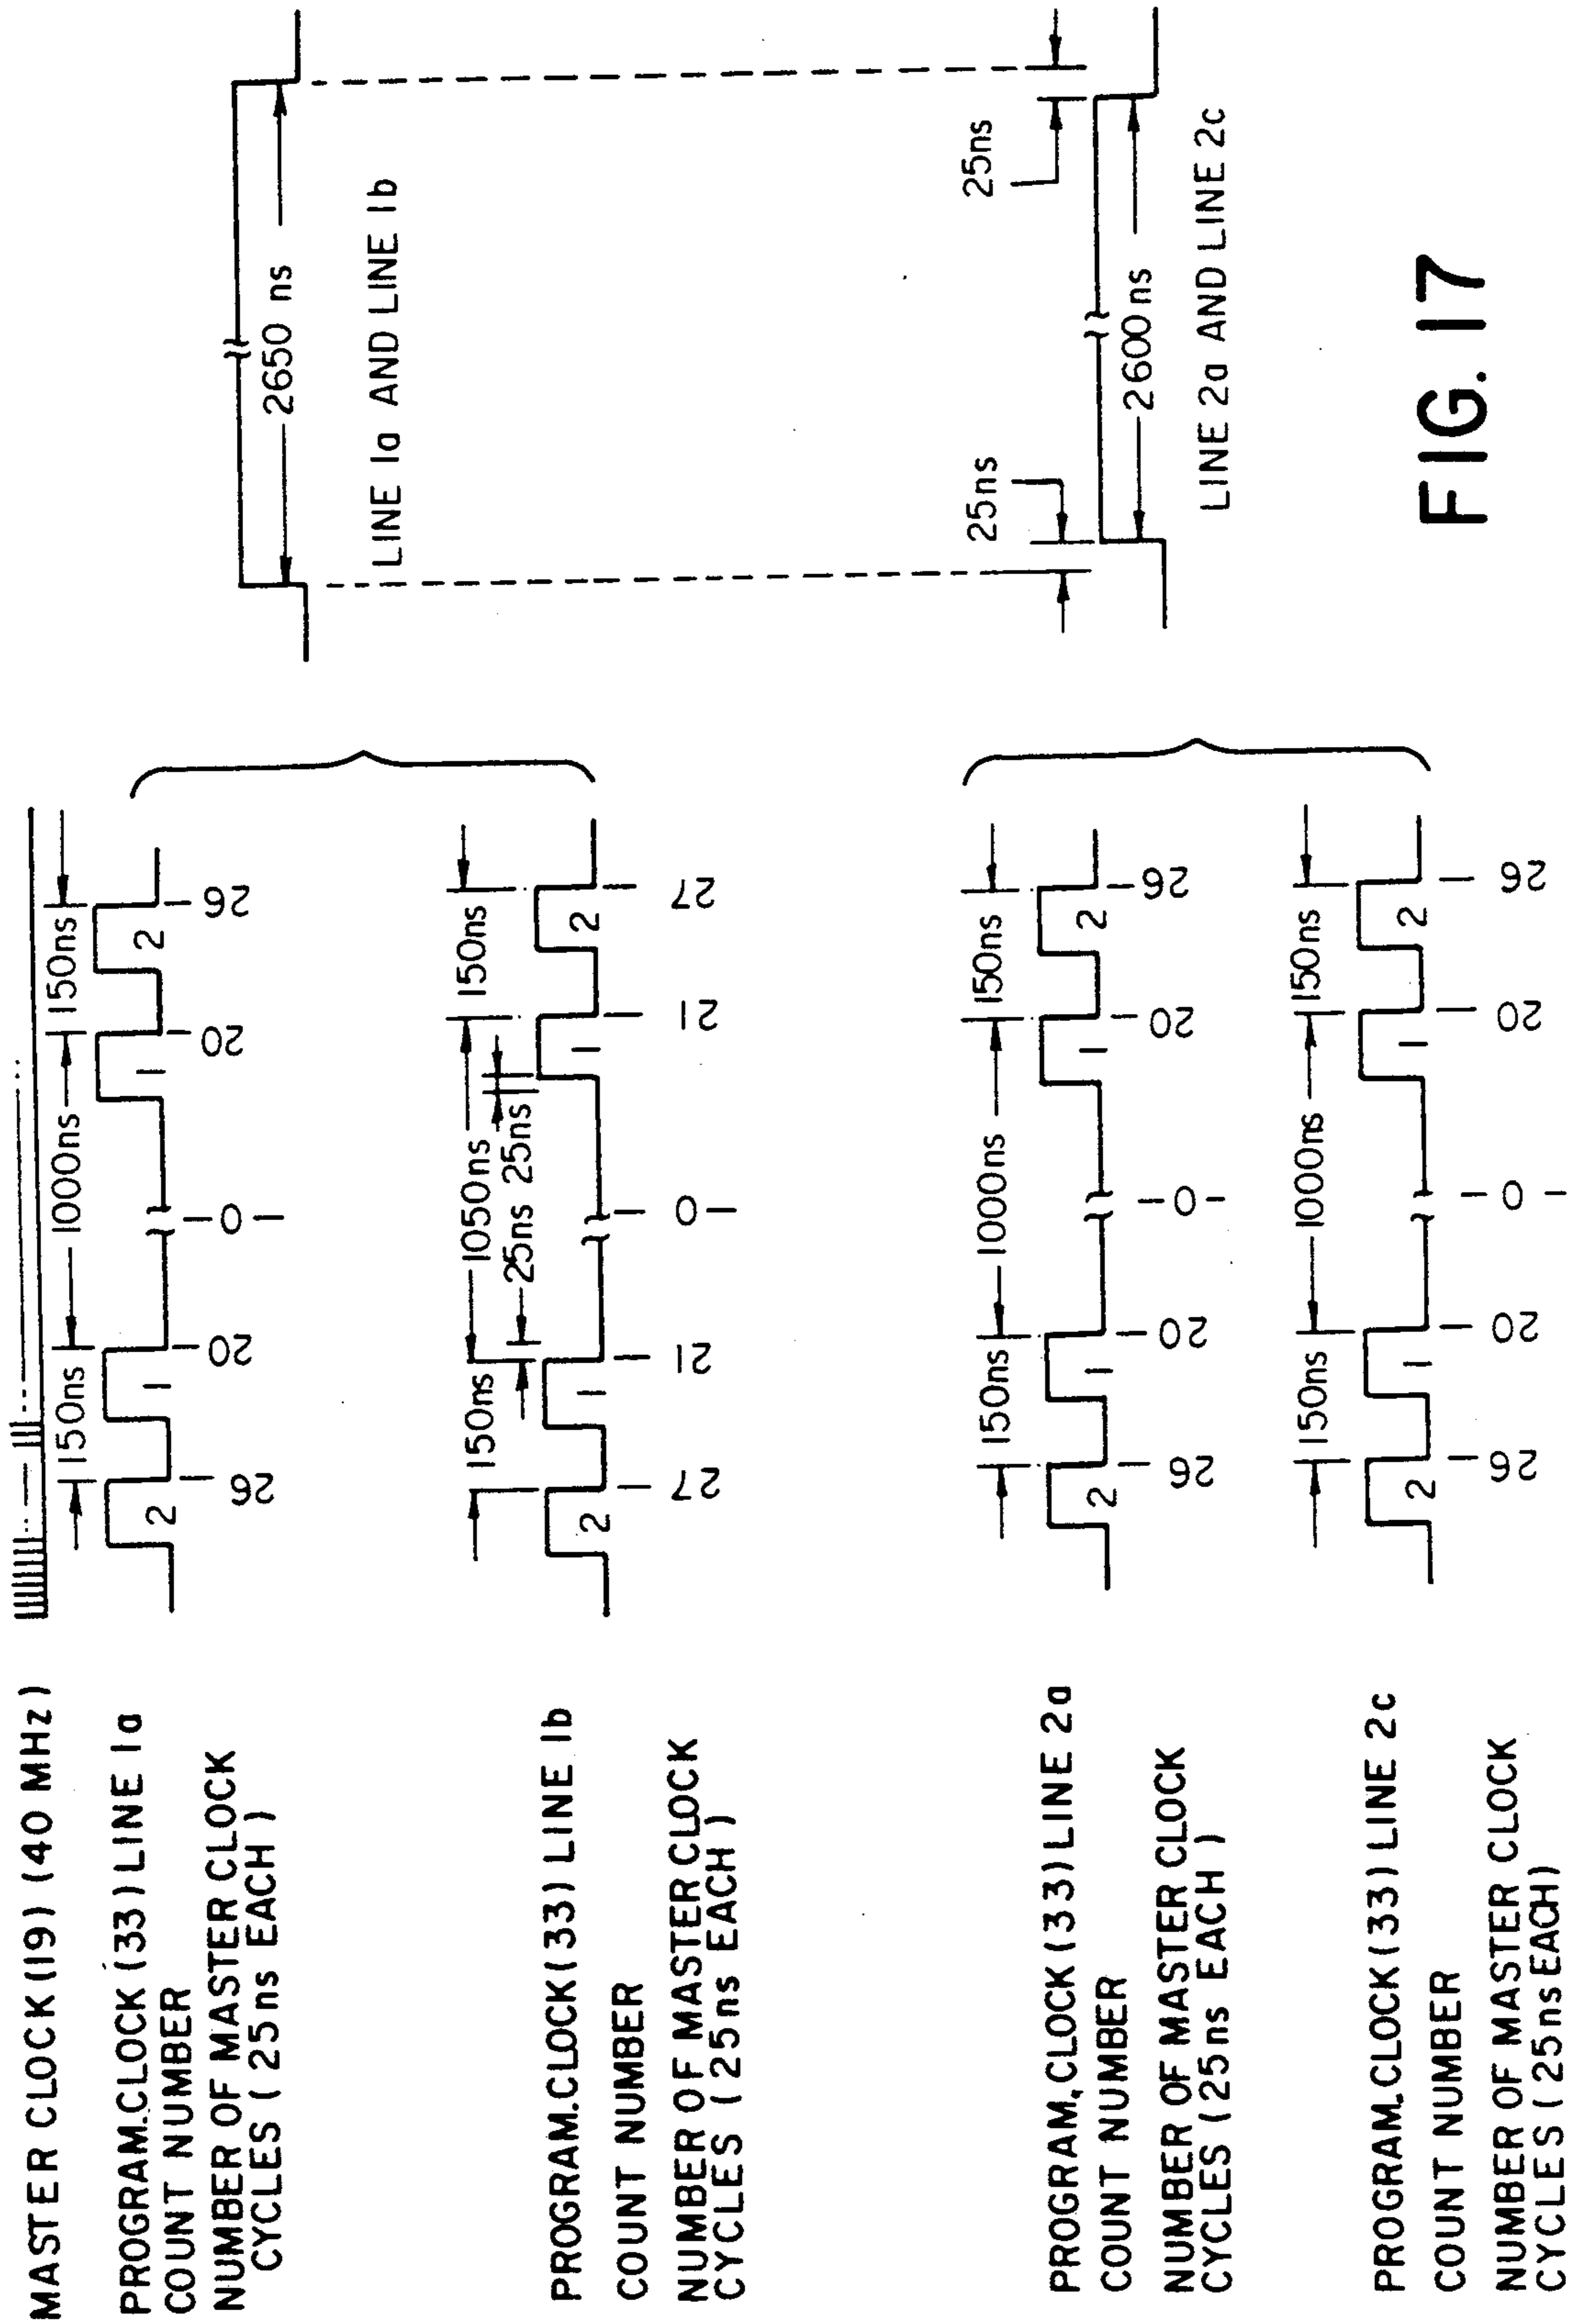 MASTER CLOCK (19) (40 MHz)
PROGRAM.CLOCK (33) LINE 1a
COUNT NUMBER
NUMBER OF MASTER CLOCK
CYCLES (25ns EACH)
150ns 1000ns 150ns
2 1 1 2
26 20 0 20 26
PROGRAM.CLOCK (33) LINE 1b
COUNT NUMBER
NUMBER OF MASTER CLOCK
CYCLES (25ns EACH)
150ns 1050ns 150ns
25ns 25ns
2 1 1 2
27 21 0 21 27
PROGRAM.CLOCK (33) LINE 2a
COUNT NUMBER
NUMBER OF MASTER CLOCK
CYCLES (25ns EACH)
150ns 1000ns 150ns
2 1 1 2
26 20 0 20 26
PROGRAM.CLOCK (33) LINE 2c
COUNT NUMBER
NUMBER OF MASTER CLOCK
CYCLES (25ns EACH)
150ns 1000ns 150ns
2 1 1 2
26 20 0 20 26
2650 ns
LINE 1a AND LINE 1b
25ns 25ns
2600ns
LINE 2a AND LINE 2c
FIG. 17